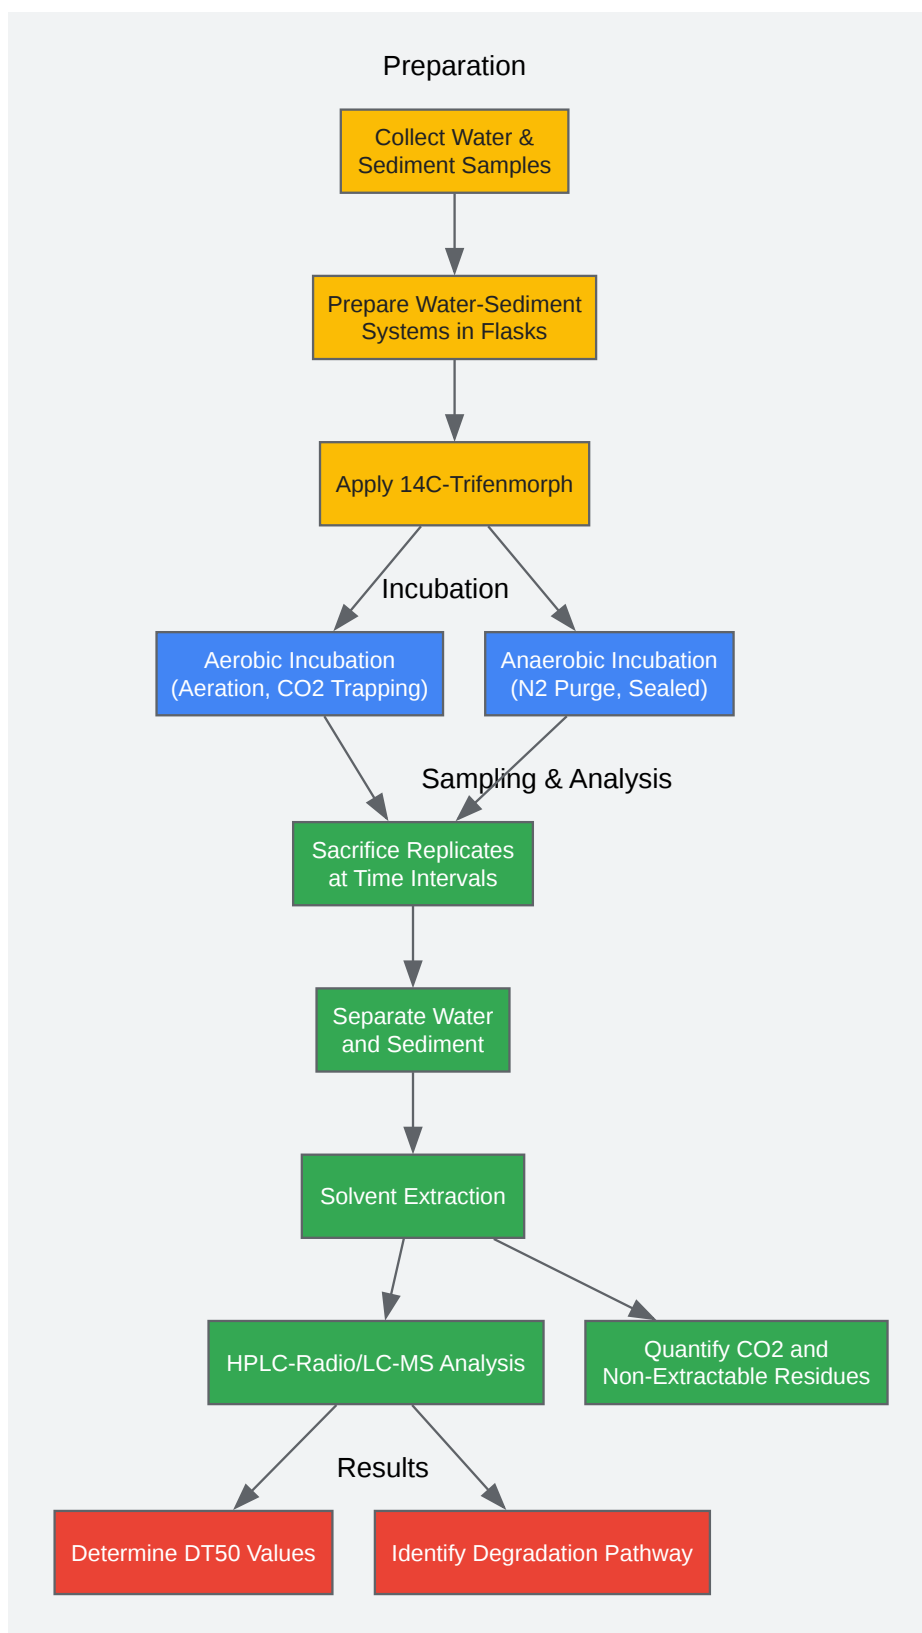 Preparation
Collect Water &
Sediment Samples
Prepare Water-Sediment
Systems in Flasks
Apply 14C-Trifenmorph
Incubation
Aerobic Incubation
(Aeration, CO2 Trapping)
Anaerobic Incubation
(N2 Purge, Sealed)
Sampling & Analysis
Sacrifice Replicates
at Time Intervals
Separate Water
and Sediment
Solvent Extraction
HPLC-Radio/LC-MS Analysis
Quantify CO2 and
Non-Extractable Residues
Results
Determine DT50 Values
Identify Degradation Pathway